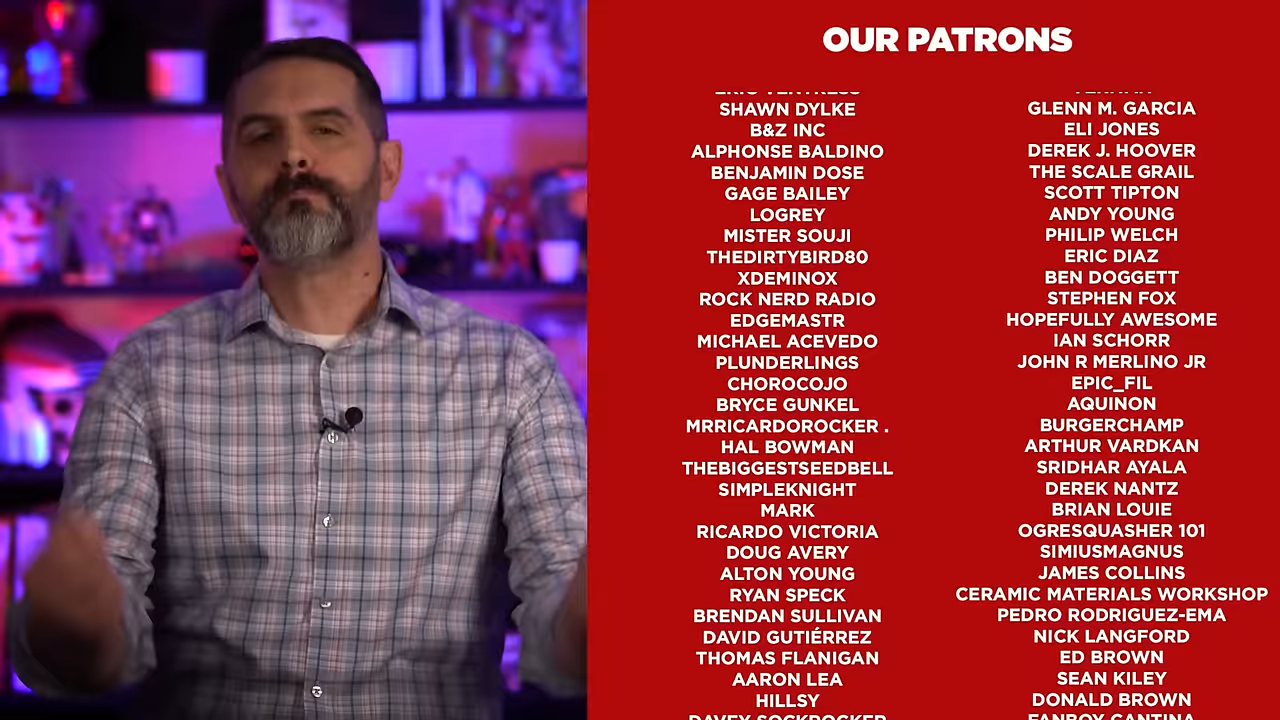 OUR PATRONS
SHAWN DYLKE
B&Z INC
ALPHONSE BALDINO
BENJAMIN DOSE
GAGE BAILEY
LOGREY
MISTER SOUJI
THEDIRTYBIRD80
XDEMINOX
ROCK NERD RADIO
EDGEMASTR
MICHAEL ACEVEDO
PLUNDERLINGS
CHOROCOJO
BRYCE GUNKEL
MRRICARDOROCKER .
HAL BOWMAN
THEBIGGESTSEEDBELL
SIMPLEKNIGHT
MARK
RICARDO VICTORIA
DOUG AVERY
ALTON YOUNG
RYAN SPECK
BRENDAN SULLIVAN
DAVID GUTIÉRREZ
THOMAS FLANIGAN
AARON LEA
HILLSY
DAVEY SOCKROCKER
GLENN M. GARCIA
ELI JONES
DEREK J. HOOVER
THE SCALE GRAIL
SCOTT TIPTON
ANDY YOUNG
PHILIP WELCH
ERIC DIAZ
BEN DOGGETT
STEPHEN FOX
HOPEFULLY AWESOME
IAN SCHORR
JOHN R MERLINO JR
EPIC_FIL
AQUINON
BURGERCHAMP
ARTHUR VARDKAN
SRIDHAR AYALA
DEREK NANTZ
BRIAN LOUIE
OGRESQUASHER 101
SIMIUSMAGNUS
JAMES COLLINS
CERAMIC MATERIALS WORKSHOP
PEDRO RODRIGUEZ-EMA
NICK LANGFORD
ED BROWN
SEAN KILEY
DONALD BROWN
FANBOY CANTINA